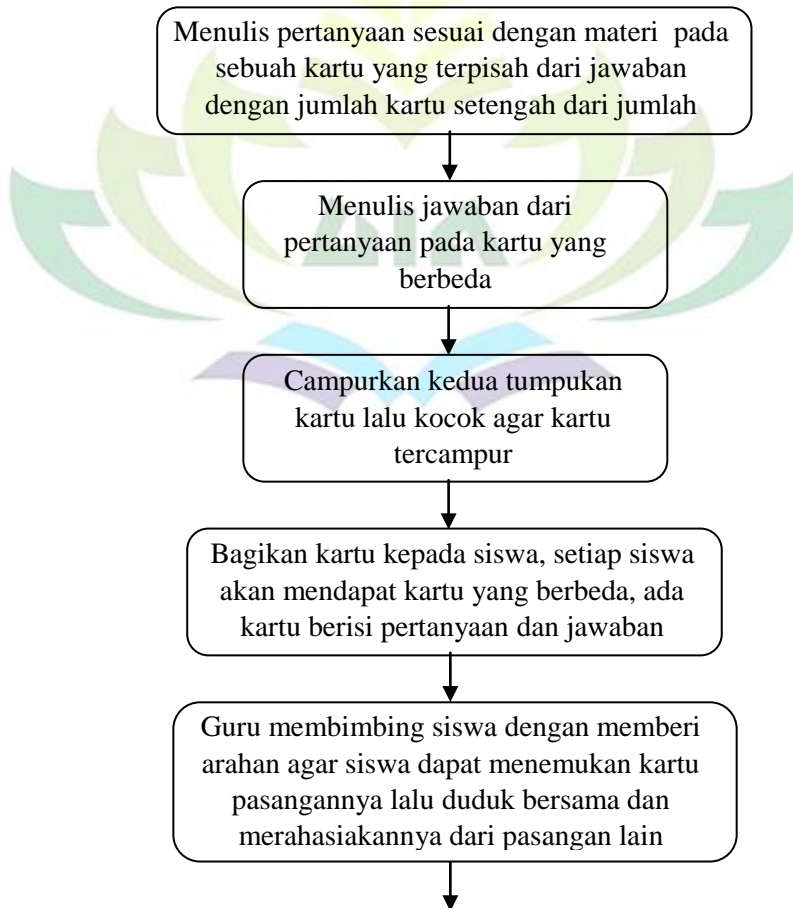 Menulis pertanyaan sesuai dengan materi pada
sebuah kartu yang terpisah dari jawaban
dengan jumlah kartu setengah dari jumlah
Menulis jawaban dari
pertanyaan pada kartu yang
berbeda
Campurkan kedua tumpukan
kartu lalu kocok agar kartu
tercampur
Bagikan kartu kepada siswa, setiap siswa
akan mendapat kartu yang berbeda, ada
kartu berisi pertanyaan dan jawaban
Guru membimbing siswa dengan memberi
arahan agar siswa dapat menemukan kartu
pasangannya lalu duduk bersama dan
merahasiakannya dari pasangan lain